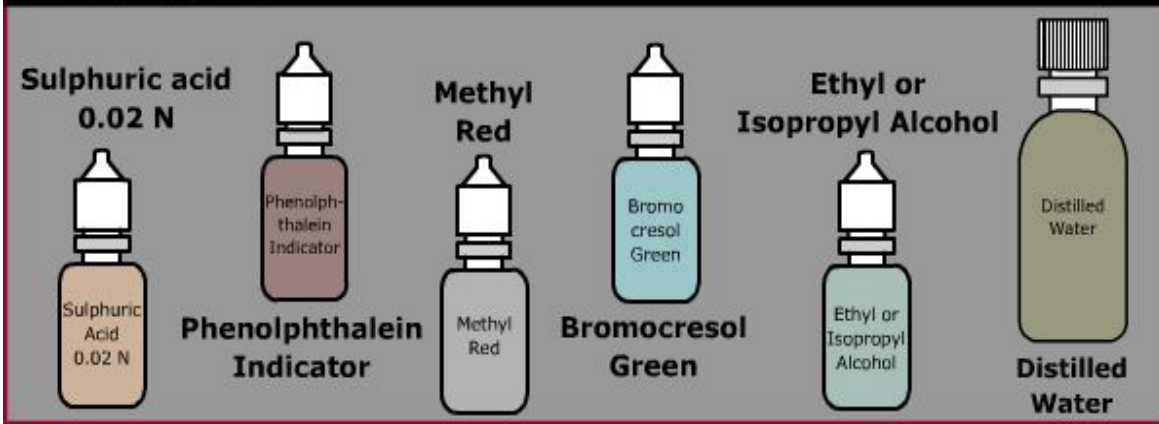 Sulphuric acid
0.02 N
Sulphuric
Acid
0.02 N
Phenolph-
thalein
Indicator
Phenolphthalein
Indicator
Methyl
Red
Methyl
Red
Bromo
cresol
Green
Bromocresol
Green
Ethyl or
Isopropyl Alcohol
Ethyl or
Isopropyl
Alcohol
Distilled
Water
Distilled
Water